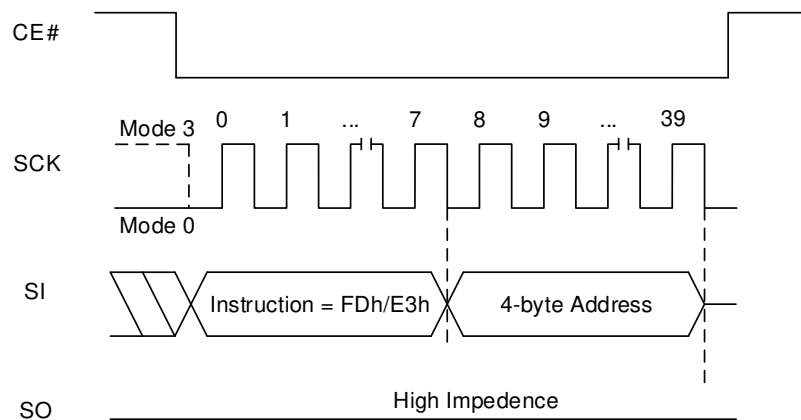 CE#
Mode 3 0 1 ... 7 8 9 ... 39
SCK
Mode 0
SI Instruction = FDh/E3h 4-byte Address
High Impedence
SO